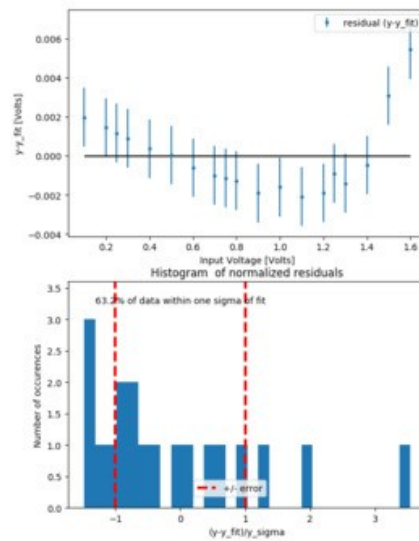 residual (y-y_fit)
0.006
0.004
0.002
0.000
−0.002
−0.004
y-y_fit [Volts]
0.2 0.4 0.6 0.8 1.0 1.2 1.4 1.6
Input Voltage [Volts]
Histogram of normalized residuals
63.2% of data within one sigma of fit
3.5
3.0
2.5
2.0
1.5
1.0
0.5
0.0
Number of occurences
+/- error
−1 0 1 2 3
(y-y_fit)/y_sigma